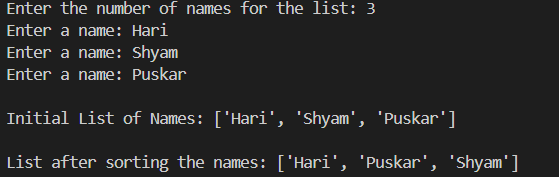 Enter the number of names for the list: 3
Enter a name: Hari
Enter a name: Shyam
Enter a name: Puskar
Initial List of Names: ['Hari', 'Shyam', 'Puskar']
List after sorting the names: ['Hari', 'Puskar', 'Shyam']